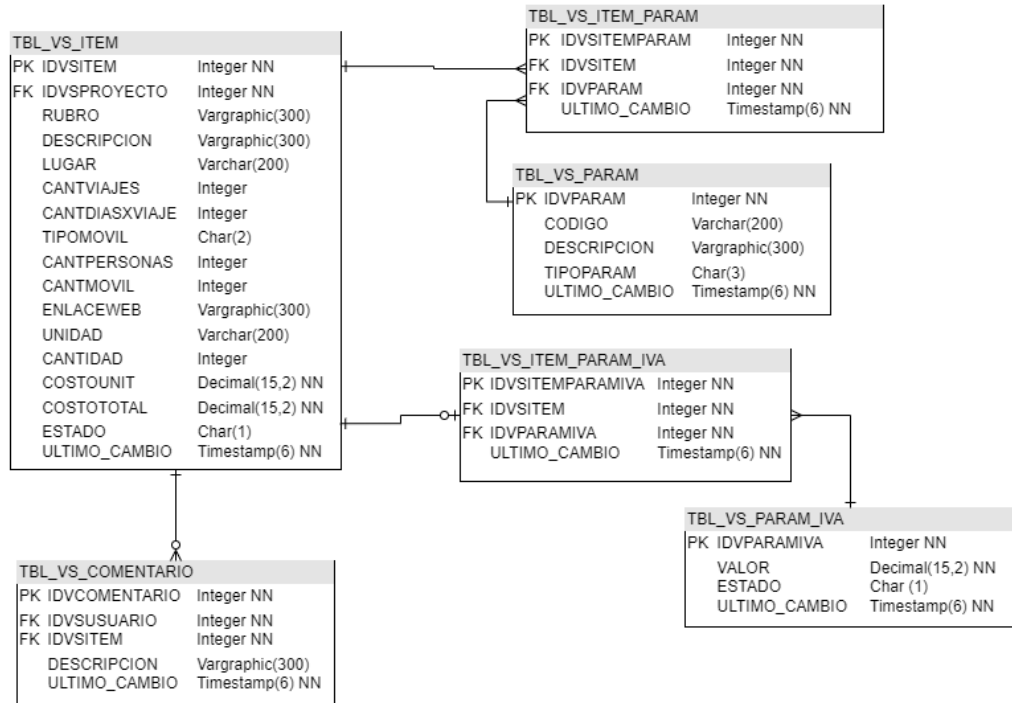 TBL_VS_ITEM
PK IDVSITEM Integer NN
FK IDVSPROYECTO Integer NN
RUBRO Vargraphic(300)
DESCRIPCION Vargraphic(300)
LUGAR Varchar(200)
CANTVIAJES Integer
CANTDIASXVIAJE Integer
TIPOMOVIL Char(2)
CANTPERSONAS Integer
CANTMOVIL Integer
ENLACEWEB Vargraphic(300)
UNIDAD Varchar(200)
CANTIDAD Integer
COSTOUNIT Decimal(15,2) NN
COSTOTOTAL Decimal(15,2) NN
ESTADO Char(1)
ULTIMO_CAMBIO Timestamp(6) NN
TBL_VS_ITEM_PARAM
PK IDVSITEMPARAM Integer NN
FK IDVSITEM Integer NN
FK IDVPARAM Integer NN
ULTIMO_CAMBIO Timestamp(6) NN
TBL_VS_PARAM
PK IDVPARAM Integer NN
CODIGO Varchar(200)
DESCRIPCION Vargraphic(300)
TIPOPARAM Char(3)
ULTIMO_CAMBIO Timestamp(6) NN
TBL_VS_ITEM_PARAM_IVA
PK IDVSITEMPARAMIVA Integer NN
FK IDVSITEM Integer NN
FK IDVPARAMIVA Integer NN
ULTIMO_CAMBIO Timestamp(6) NN
TBL_VS_PARAM_IVA
PK IDVPARAMIVA Integer NN
VALOR Decimal(15,2) NN
ESTADO Char (1)
ULTIMO_CAMBIO Timestamp(6) NN
TBL_VS_COMENTARIO
PK IDVCOMENTARIO Integer NN
FK IDVSUSUARIO Integer NN
FK IDVSITEM Integer NN
DESCRIPCION Vargraphic(300)
ULTIMO_CAMBIO Timestamp(6) NN